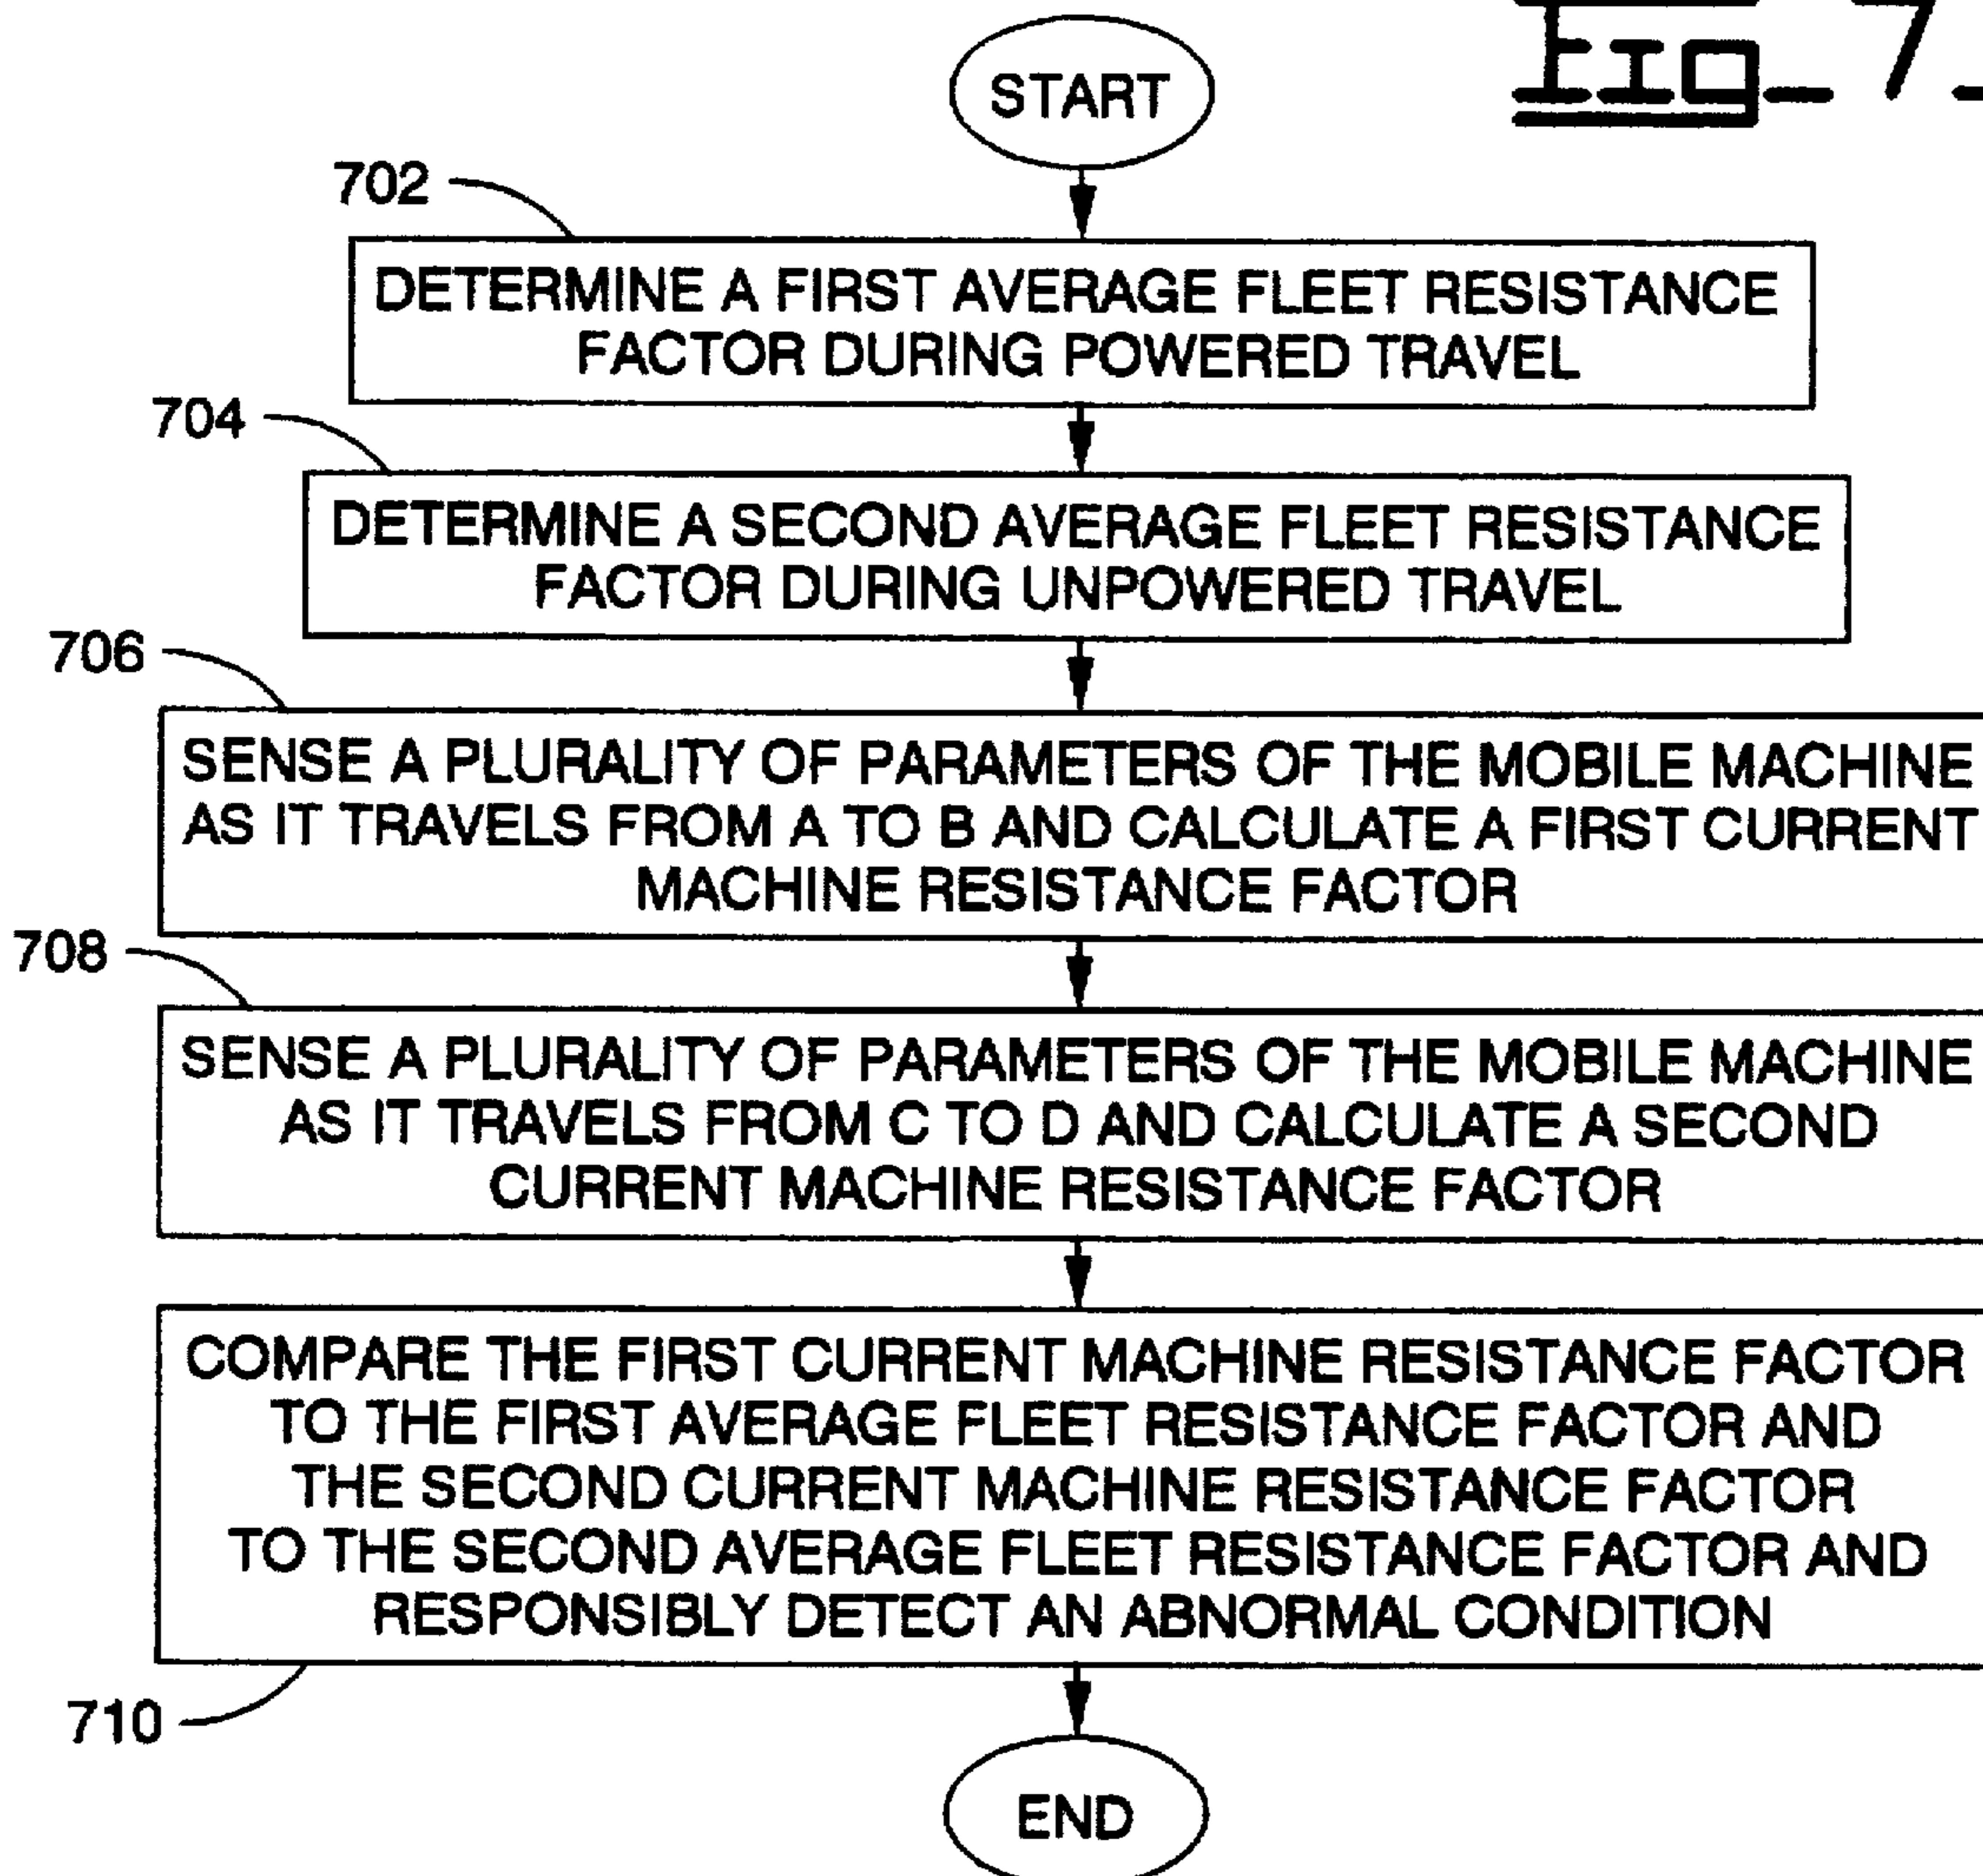 Fig_7_
START
702
DETERMINE A FIRST AVERAGE FLEET RESISTANCE
FACTOR DURING POWERED TRAVEL
704
DETERMINE A SECOND AVERAGE FLEET RESISTANCE
FACTOR DURING UNPOWERED TRAVEL
706
SENSE A PLURALITY OF PARAMETERS OF THE MOBILE MACHINE
AS IT TRAVELS FROM A TO B AND CALCULATE A FIRST CURRENT
MACHINE RESISTANCE FACTOR
708
SENSE A PLURALITY OF PARAMETERS OF THE MOBILE MACHINE
AS IT TRAVELS FROM C TO D AND CALCULATE A SECOND
CURRENT MACHINE RESISTANCE FACTOR
COMPARE THE FIRST CURRENT MACHINE RESISTANCE FACTOR
TO THE FIRST AVERAGE FLEET RESISTANCE FACTOR AND
THE SECOND CURRENT MACHINE RESISTANCE FACTOR
TO THE SECOND AVERAGE FLEET RESISTANCE FACTOR AND
RESPONSIBLY DETECT AN ABNORMAL CONDITION
710
END